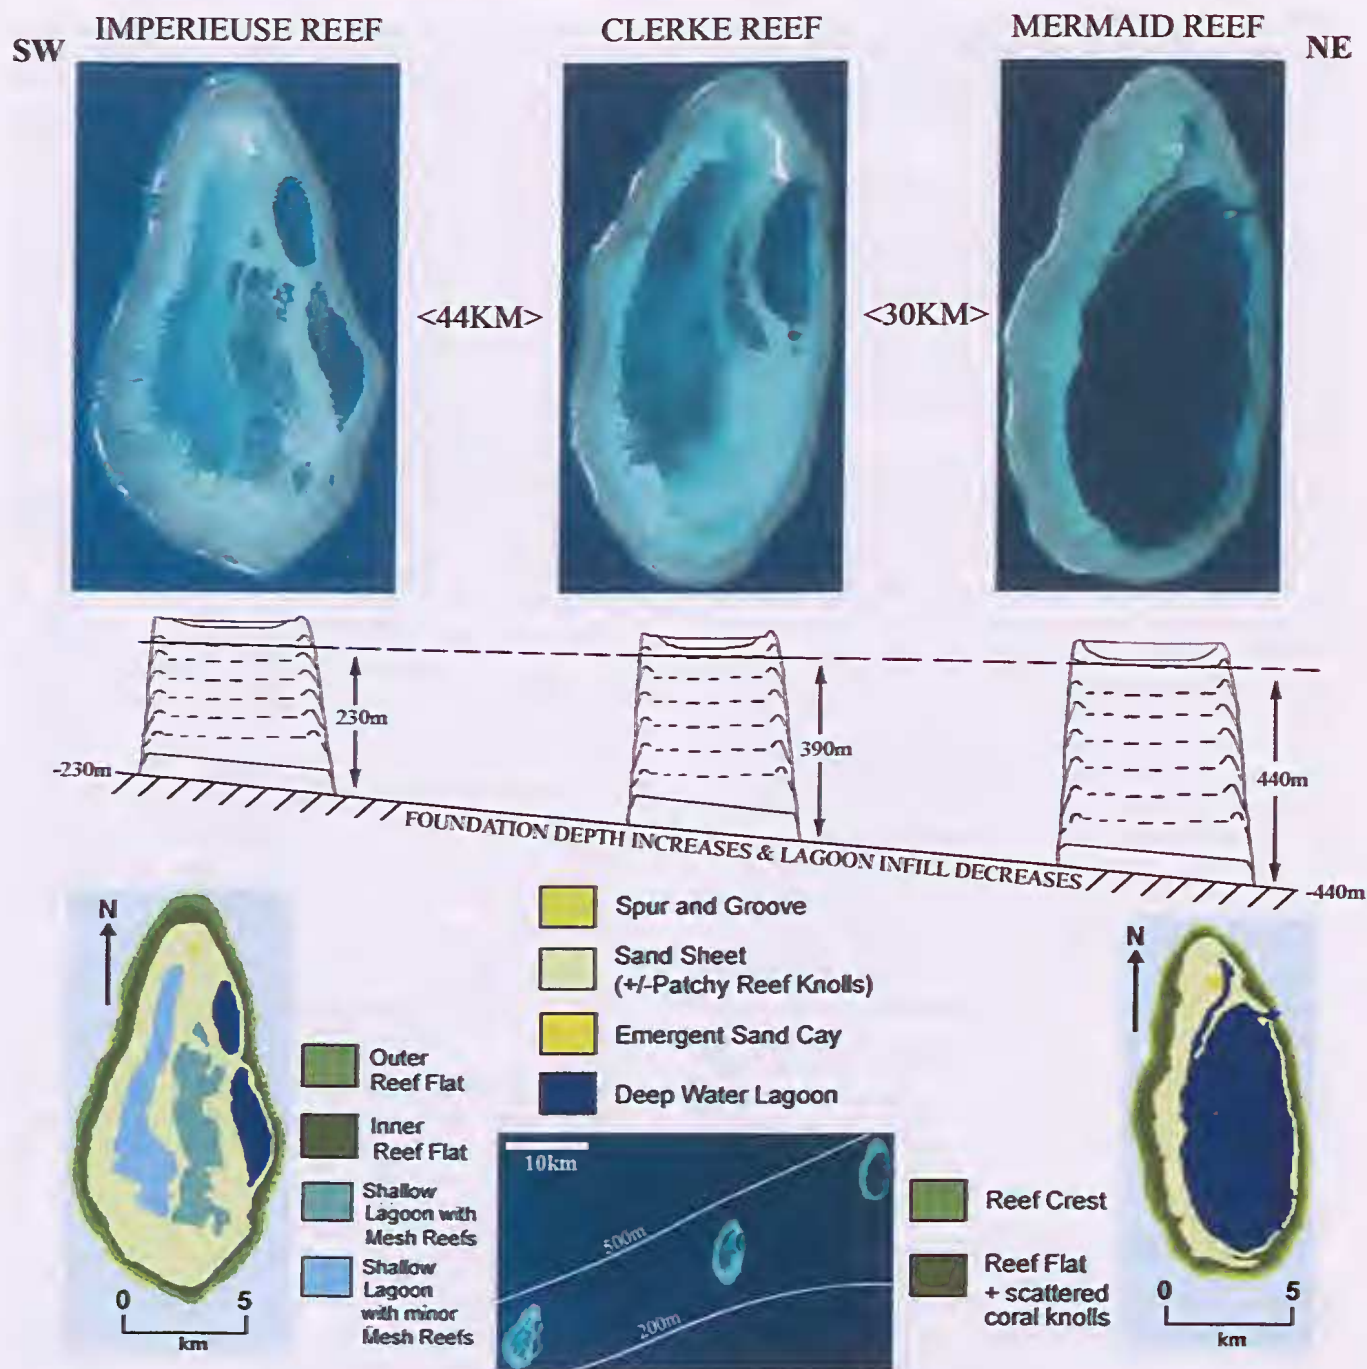 IMPERIEUSE REEF
CLERKE REEF
MERMAID REEF
SW
NE
<44KM>
<30KM>
230m
390m
440m
-230m
FOUNDATION DEPTH INCREASES & LAGOON INFILL DECREASES
-440m
N
Spur and Groove
Sand Sheet
(+/-Patchy Reef Knolls)
Emergent Sand Cay
Deep Water Lagoon
Outer
Reef Flat
Inner
Reef Flat
Shallow
Lagoon with
Mesh Reefs
Shallow
Lagoon
with minor
Mesh Reefs
0 5
km
10km
500m
200m
N
Reef Crest
Reef Flat
+ scattered
coral knolls
0 5
km